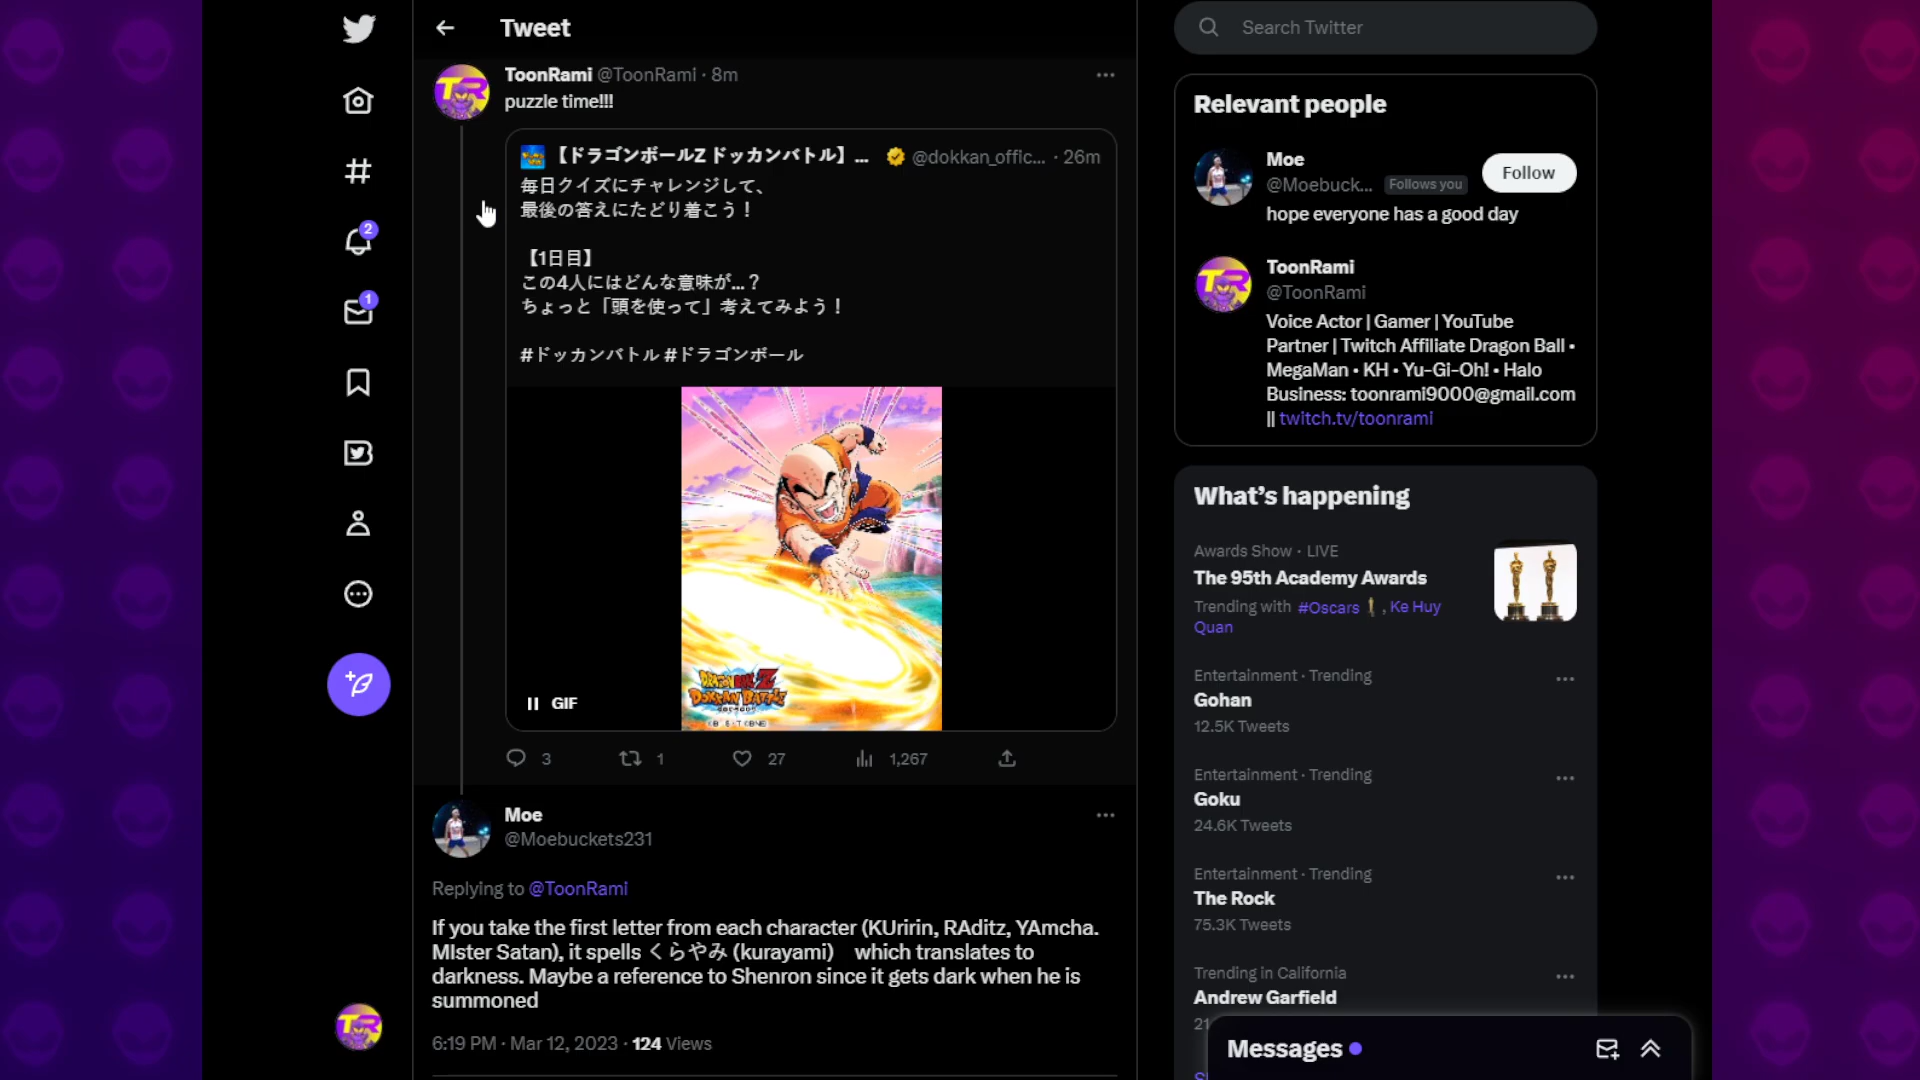 Tweet
ToonRami @ToonRami · 8m
puzzle time!!!
【ドラゴンボールZ ドッカンバトル】... @dokkan_offic... · 26m
毎日クイズにチャレンジして、
最後の答えにたどり着こう！
【1日目】
この4人にはどんな意味が...？
ちょっと「頭を使って」考えてみよう！
#ドッカンバトル #ドラゴンボール
DRAGON BALL Z
DOKKAN BATTLE
GIF
3 1 27 1,267
Moe
@Moebuckets231
Replying to @ToonRami
If you take the first letter from each character (KUririn, RAditz, YAmcha.
MIster Satan), it spells くらやみ (kurayami)　which translates to
darkness. Maybe a reference to Shenron since it gets dark when he is
summoned
6:19 PM · Mar 12, 2023 · 124 Views
2
1
TR
Search Twitter
Relevant people
Moe
@Moebuck... Follows you
Follow
hope everyone has a good day
TR
ToonRami
@ToonRami
Voice Actor | Gamer | YouTube
Partner | Twitch Affiliate Dragon Ball •
MegaMan • KH • Yu-Gi-Oh! • Halo
Business: toonrami9000@gmail.com
|| twitch.tv/toonrami
What's happening
Awards Show · LIVE
The 95th Academy Awards
Trending with #Oscars , Ke Huy
Quan
Entertainment · Trending
Gohan
12.5K Tweets
Entertainment · Trending
Goku
24.6K Tweets
Entertainment · Trending
The Rock
75.3K Tweets
Trending in California
Andrew Garfield
21
Messages